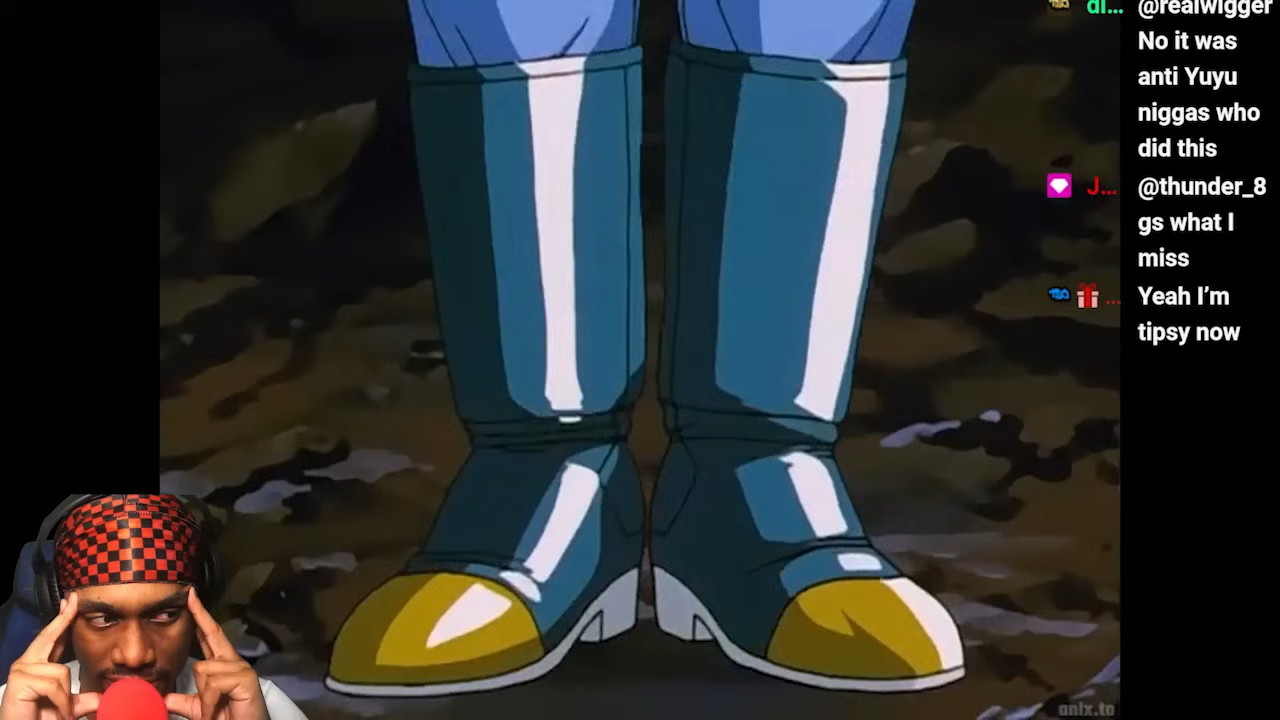 di... @realwigger
No it was
anti Yuyu
niggas who
did this
J... @thunder_8
gs what I
miss
... Yeah I’m
tipsy now
anix.to